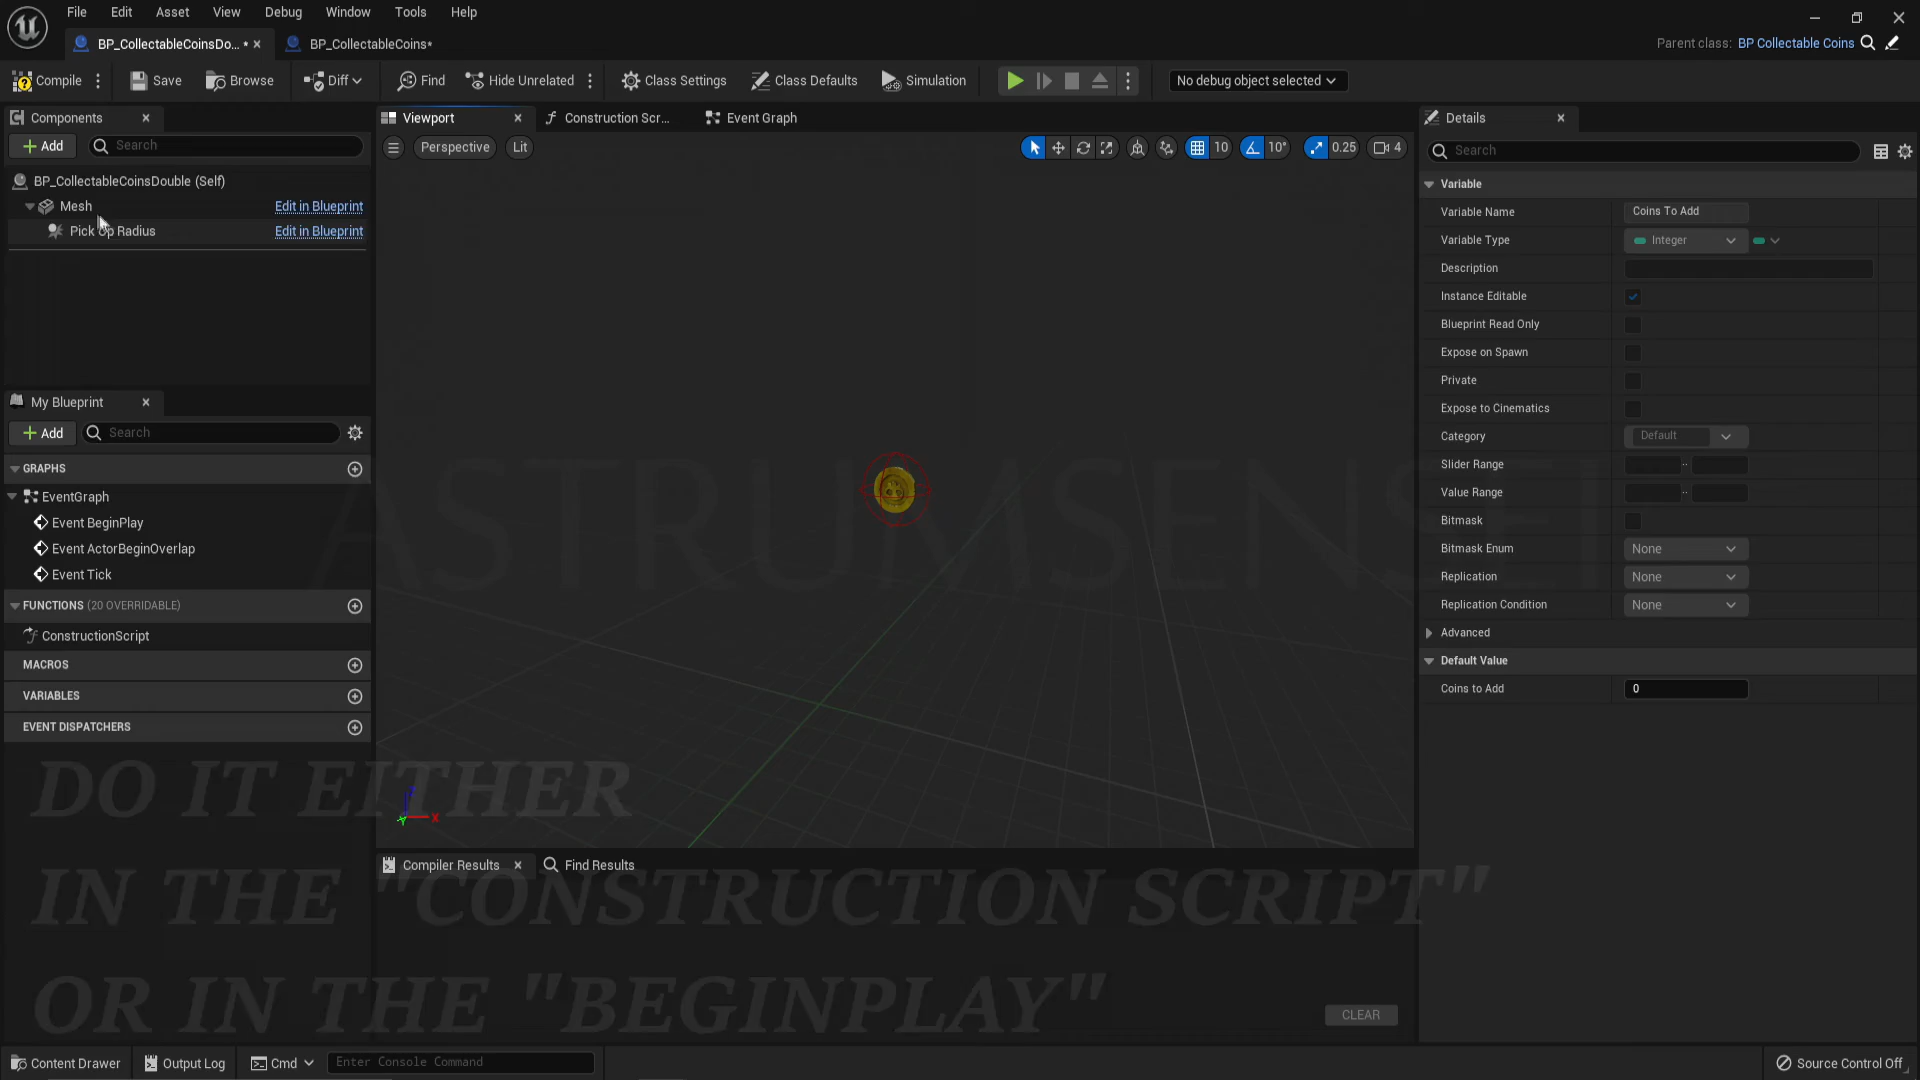 File Edit Asset View Debug Window Tools Help
BP_CollectableCoinsDo... *
BP_CollectableCoins*
Parent class: BP Collectable Coins
Compile
Save
Browse
Diff
Find
Hide Unrelated
Class Settings
Class Defaults
Simulation
No debug object selected
Components
Add
Search
BP_CollectableCoinsDouble (Self)
Mesh Edit in Blueprint
Pick Up Radius Edit in Blueprint
My Blueprint
Add
Search
GRAPHS
EventGraph
Event BeginPlay
Event ActorBeginOverlap
Event Tick
FUNCTIONS (20 OVERRIDABLE)
ConstructionScript
MACROS
VARIABLES
EVENT DISPATCHERS
Viewport
Construction Scr...
Event Graph
Perspective
Lit
10
10°
0.25
4
ASTRUMSENSEI
X
DO IT EITHER
IN THE "CONSTRUCTION SCRIPT"
OR IN THE "BEGINPLAY"
Compiler Results
Find Results
CLEAR
Details
Search
Variable
Variable Name Coins To Add
Variable Type Integer
Description
Instance Editable
Blueprint Read Only
Expose on Spawn
Private
Expose to Cinematics
Category Default
Slider Range ..
Value Range ..
Bitmask
Bitmask Enum None
Replication None
Replication Condition None
Advanced
Default Value
Coins to Add 0
Content Drawer
Output Log
Cmd
Enter Console Command
Source Control Off